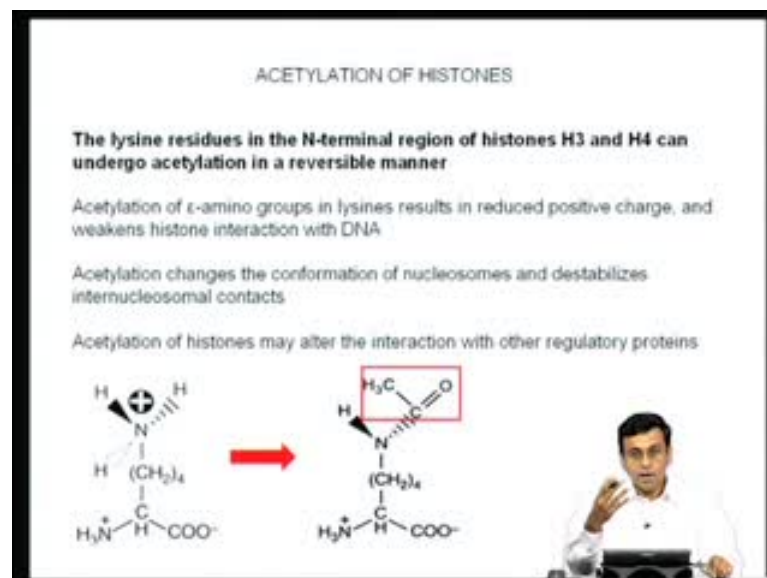 ACETYLATION OF HISTONES
The lysine residues in the N-terminal region of histones H3 and H4 can
undergo acetylation in a reversible manner
Acetylation of ε-amino groups in lysines results in reduced positive charge, and
weakens histone interaction with DNA
Acetylation changes the conformation of nucleosomes and destabilizes
internucleosomal contacts
Acetylation of histones may alter the interaction with other regulatory proteins
H + H H₃C O
H C
N N
H (CH₂)₄ (CH₂)₄
C C
H₃N⁺ H COO⁻ H₃N⁺ H COO⁻